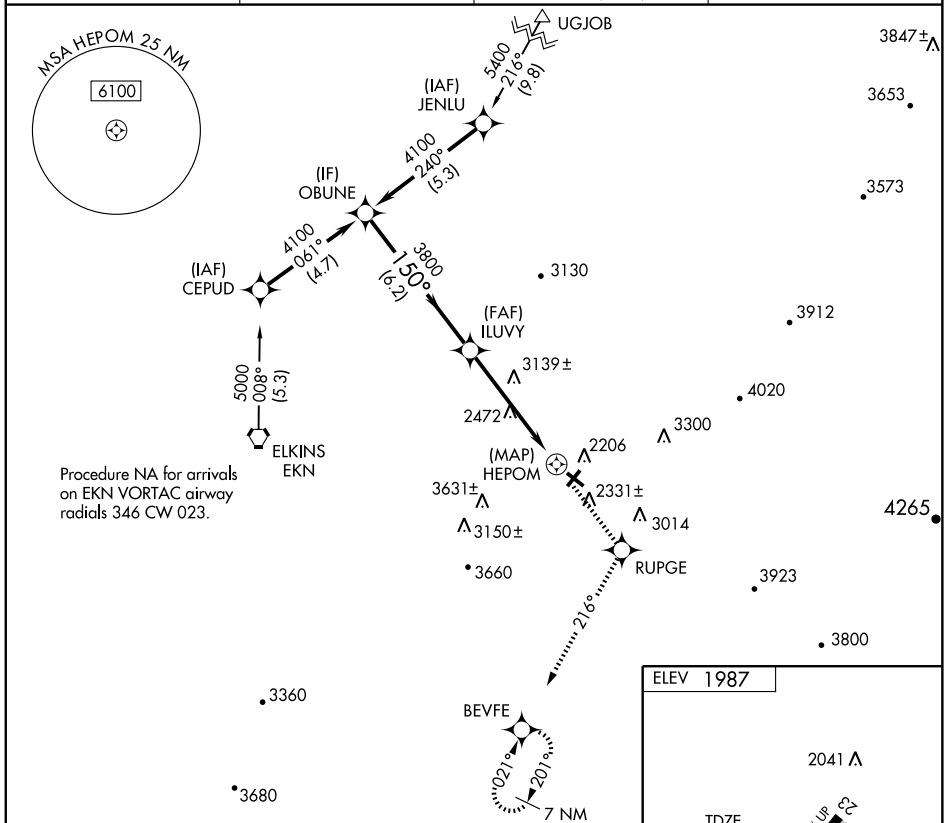 MSA HEPOM 25 NM
6100
UGJOB
5400
216°
(9.8)
3847±
3653
3573
(IAF)
JENLU
4100
240°
(5.3)
(IF)
OBUNE
4100
061°
(4.7)
(IAF)
CEPUD
3800
150°
(6.2)
3130
3912
(FAF)
ILUVY
3139±
2472
4020
3300
5000
008°
(5.3)
ELKINS
EKN
Procedure NA for arrivals
on EKN VORTAC airway
radials 346 CW 023.
(MAP)
HEPOM
2206
2331±
3014
3631±
3150±
3660
4265
RUPGE
3923
3800
216°
3360
3680
BEVFE
021°
201°
7 NM
ELEV 1987
2041
23
UP
TDZE